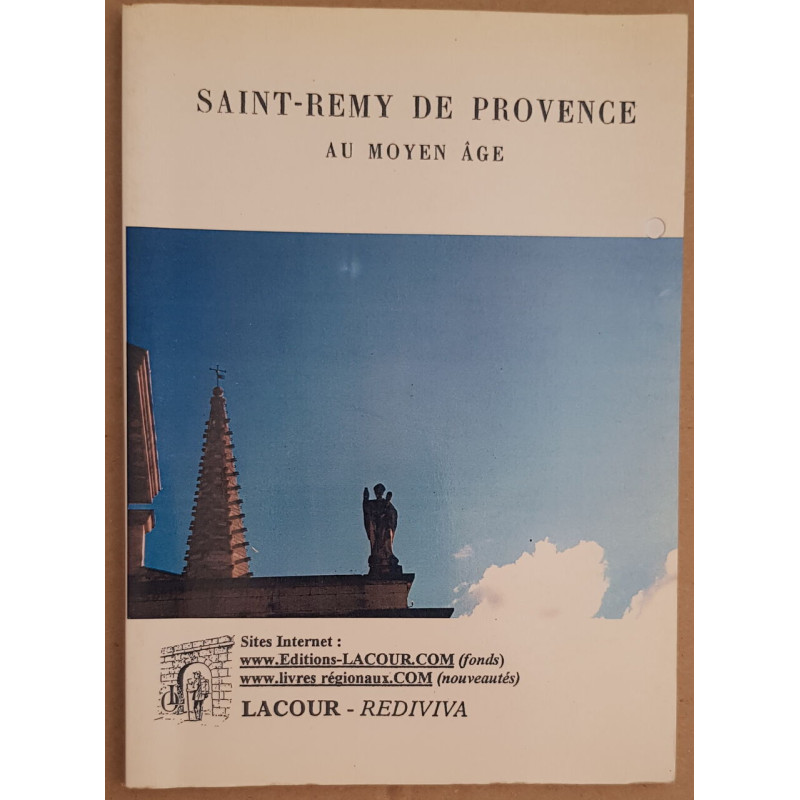 SAINT-REMY DE PROVENCE
AU MOYEN ÂGE
Sites Internet :
www.Editions-LACOUR.COM (fonds)
www.livres régionaux.COM (nouveautés)
LACOUR - REDIVIVA